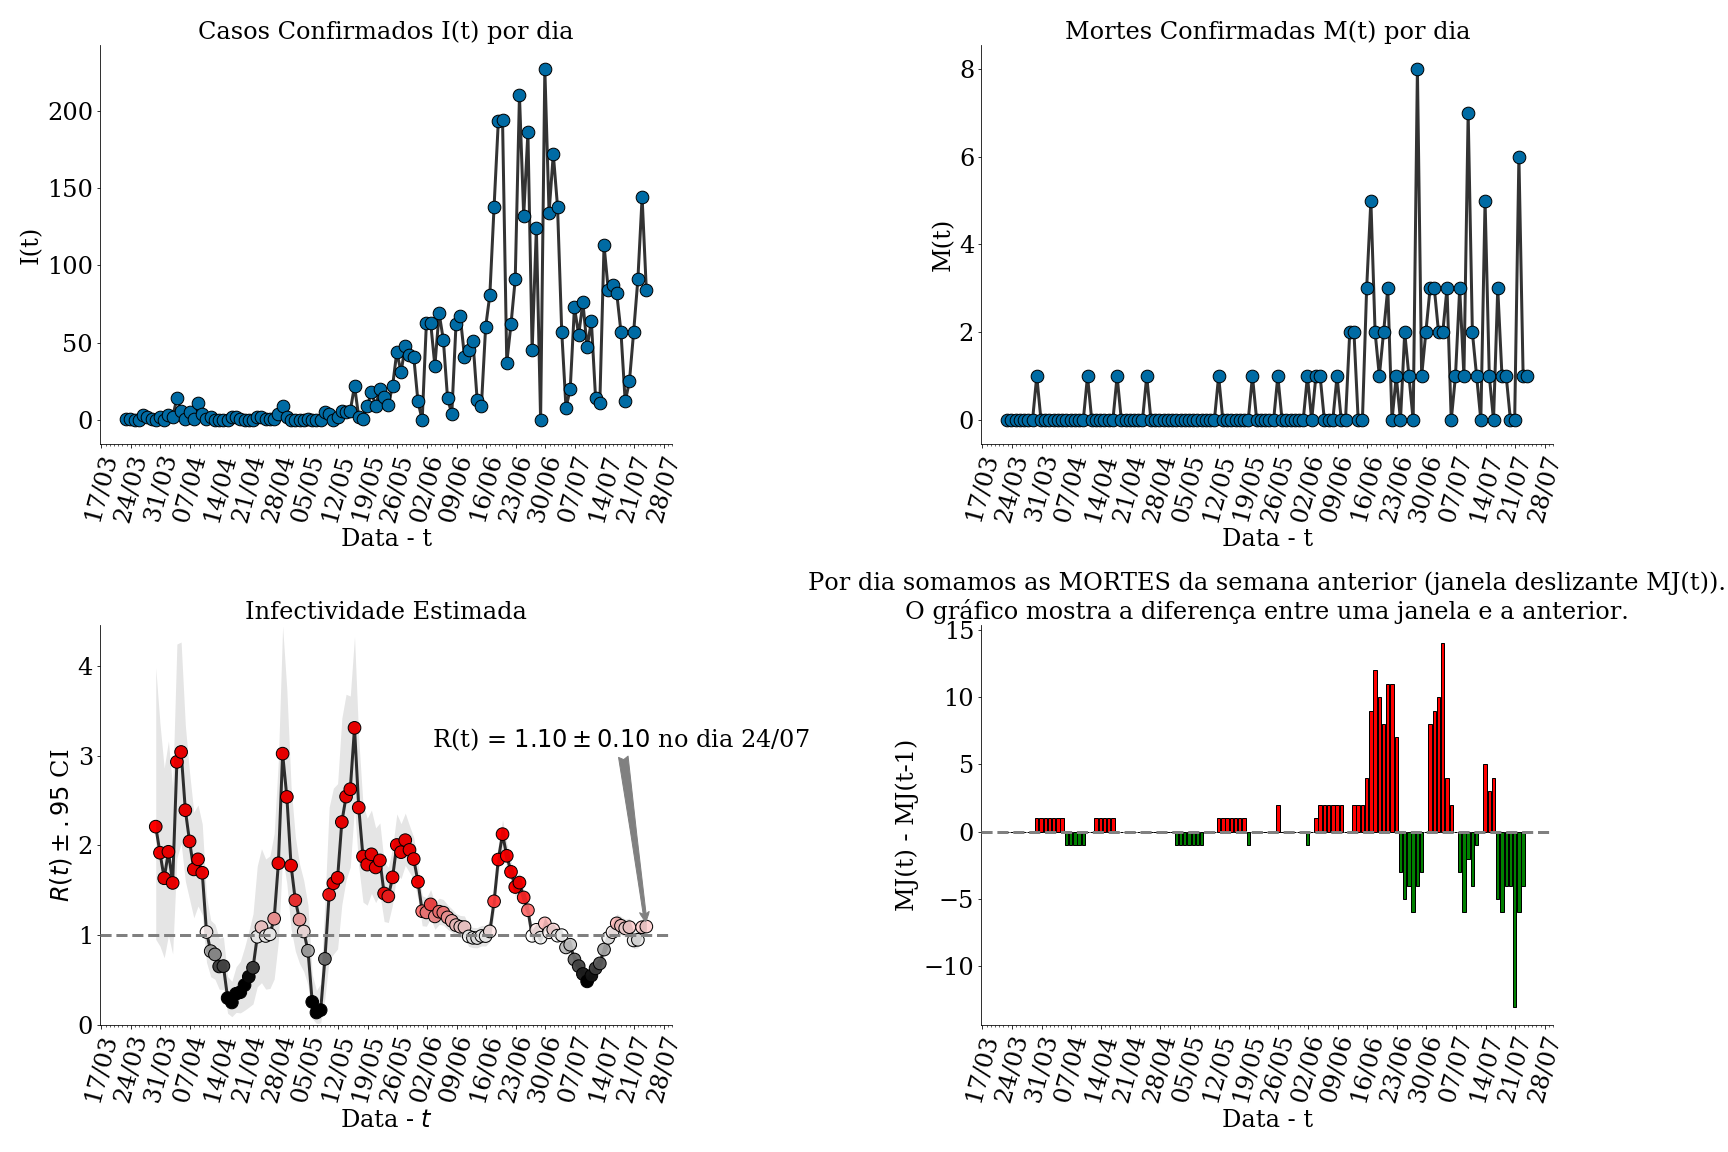 Casos Confirmados I(t) por dia
I(t)
200
150
100
50
0
17/03 24/03 31/03 07/04 14/04 21/04 28/04 05/05 12/05 19/05 26/05 02/06 09/06 16/06 23/06 30/06 07/07 14/07 21/07 28/07
Data - t
Mortes Confirmadas M(t) por dia
M(t)
8
6
4
2
0
17/03 24/03 31/03 07/04 14/04 21/04 28/04 05/05 12/05 19/05 26/05 02/06 09/06 16/06 23/06 30/06 07/07 14/07 21/07 28/07
Data - t
Infectividade Estimada
R(t) ± .95 CI
4
3
2
1
0
R(t) = 1.10 ± 0.10 no dia 24/07
17/03 24/03 31/03 07/04 14/04 21/04 28/04 05/05 12/05 19/05 26/05 02/06 09/06 16/06 23/06 30/06 07/07 14/07 21/07 28/07
Data - t
Por dia somamos as MORTES da semana anterior (janela deslizante MJ(t)).
O gráfico mostra a diferença entre uma janela e a anterior.
MJ(t) - MJ(t-1)
15
10
5
0
−5
−10
17/03 24/03 31/03 07/04 14/04 21/04 28/04 05/05 12/05 19/05 26/05 02/06 09/06 16/06 23/06 30/06 07/07 14/07 21/07 28/07
Data - t